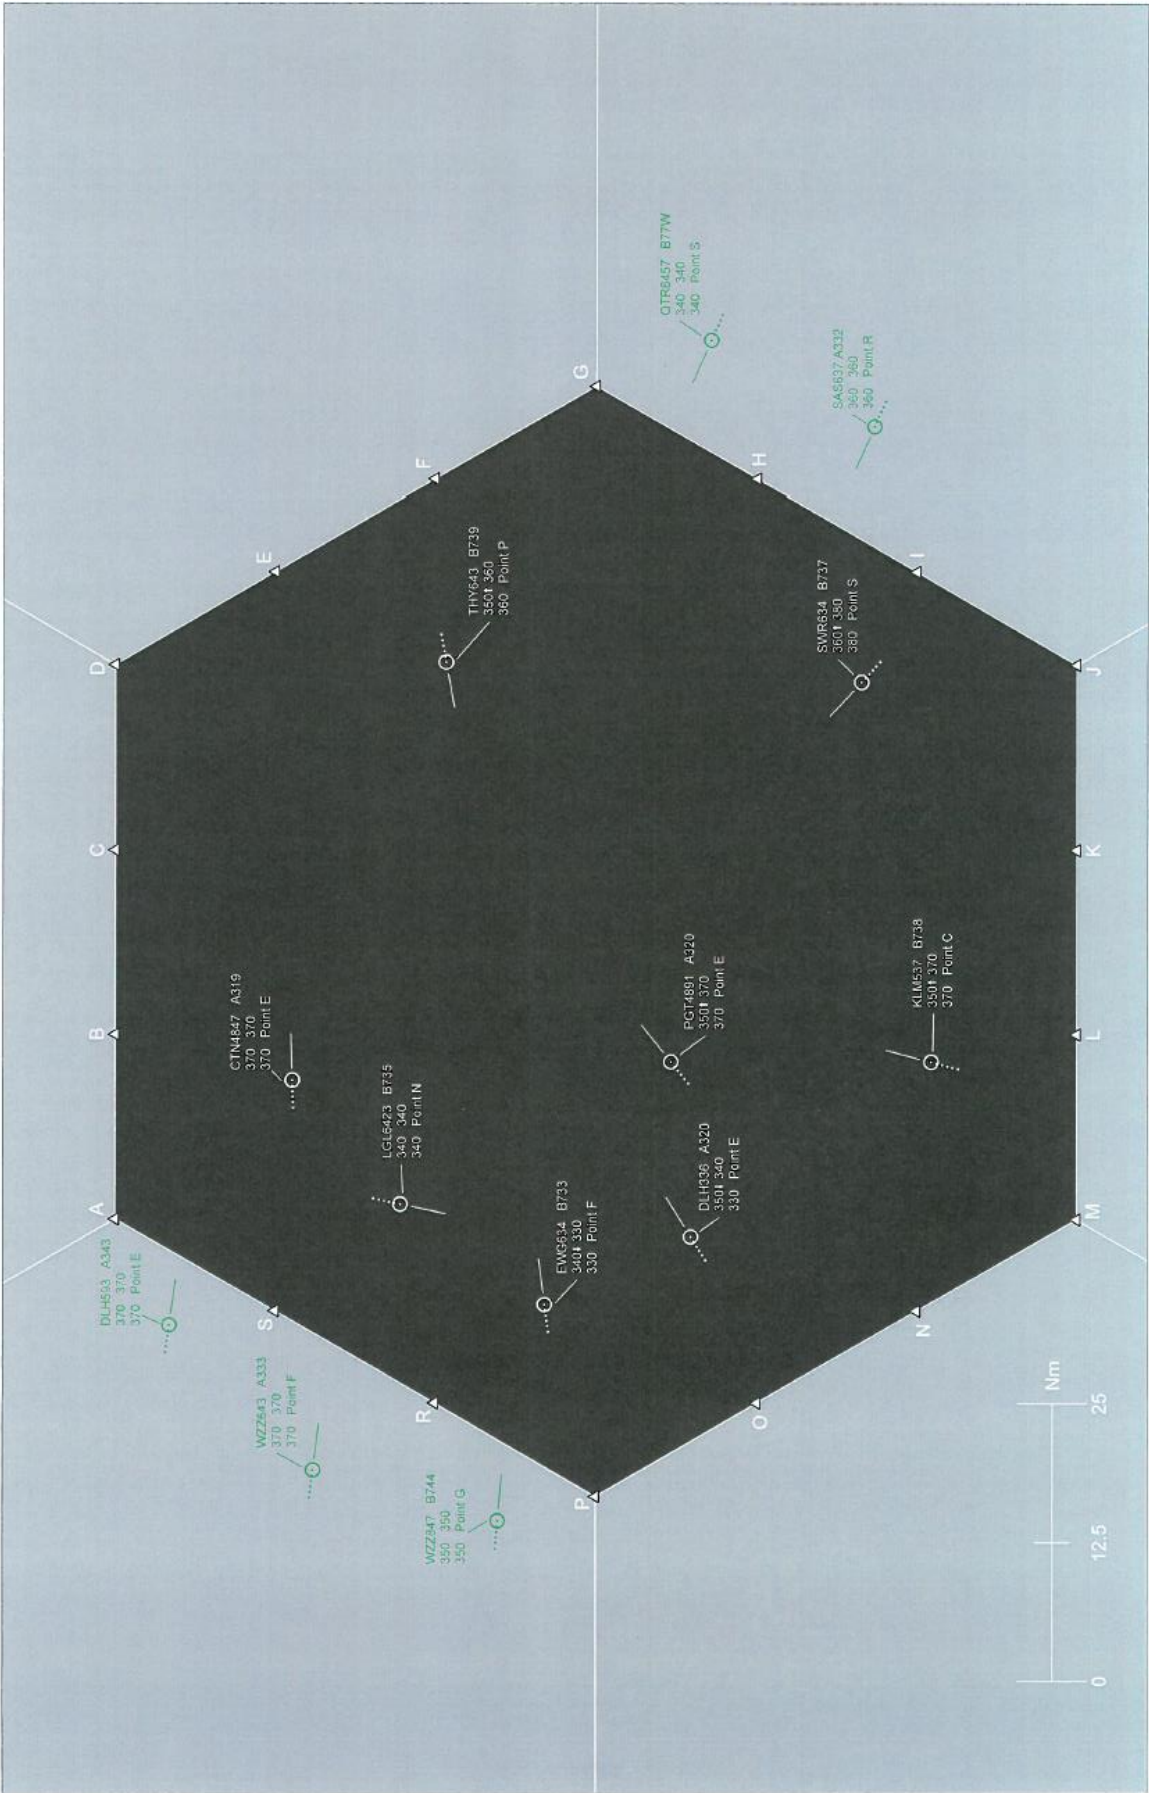 A
B
C
D
E
F
G
H
I
J
K
L
M
N
O
P
R
S
DLH593 A343
370 370
370 Point E
WZZ643 A333
370 370
370 Point F
WZZ847 B744
350 350
350 Point G
CTN4847 A319
370 370
370 Point E
LGL6423 B735
340 340
340 Point N
EWG634 B733
340⬇ 330
330 Point F
DLH336 A320
350⬇ 340
330 Point E
PGT4891 A320
350⬆ 370
370 Point E
KLM537 B738
350⬆ 370
370 Point C
THY643 B739
350⬆ 360
360 Point P
SWR634 B737
360⬆ 380
380 Point S
QTR6457 B77W
340 340
340 Point S
SAS637 A332
360 360
360 Point R
Nm
0
12.5
25